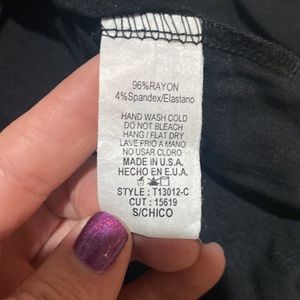 96%RAYON
4%Spandex/Elastano
HAND WASH COLD
DO NOT BLEACH
HANG / FLAT DRY
LAVE FRIO A MANO
NO USAR CLORO
MADE IN U.S.A.
HECHO EN E.U.A.
STYLE : T13012-C
CUT : 15619
S/CHICO